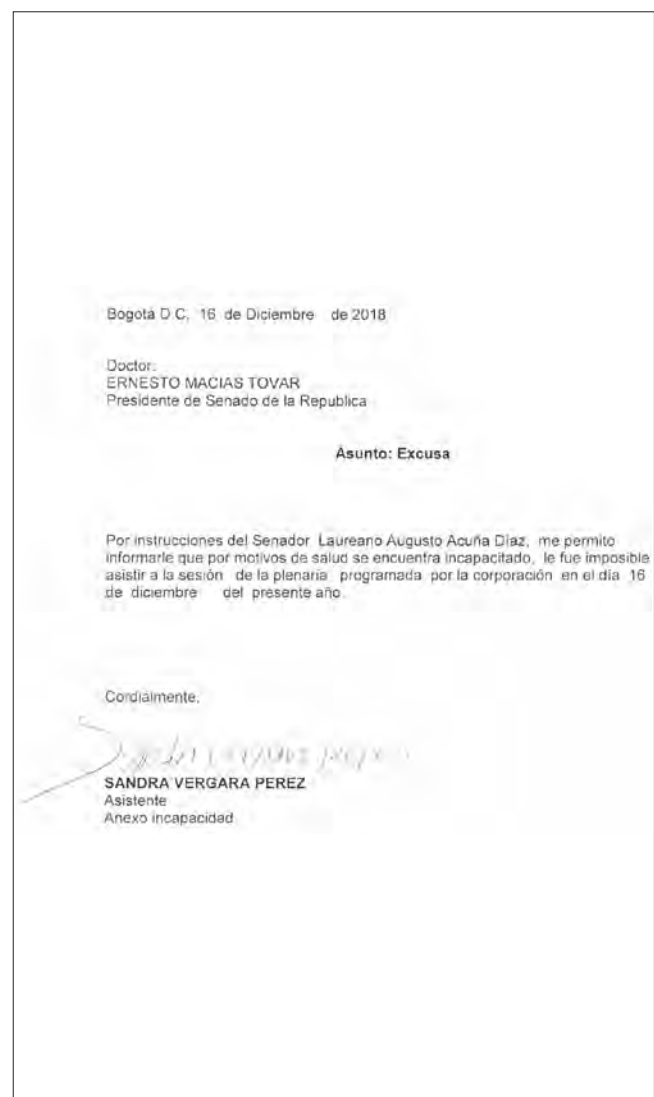 Bogotá D C, 16 de Diciembre de 2018
Doctor:
ERNESTO MACIAS TOVAR
Presidente de Senado de la Republica
Asunto: Excusa
Por instrucciones del Senador Laureano Augusto Acuña Díaz, me permito
informarle que por motivos de salud se encuentra incapacitado, le fue imposible
asistir a la sesión de la plenaria programada por la corporación en el día 16
de diciembre del presente año.
Cordialmente,
SANDRA VERGARA PEREZ
Asistente
Anexo incapacidad